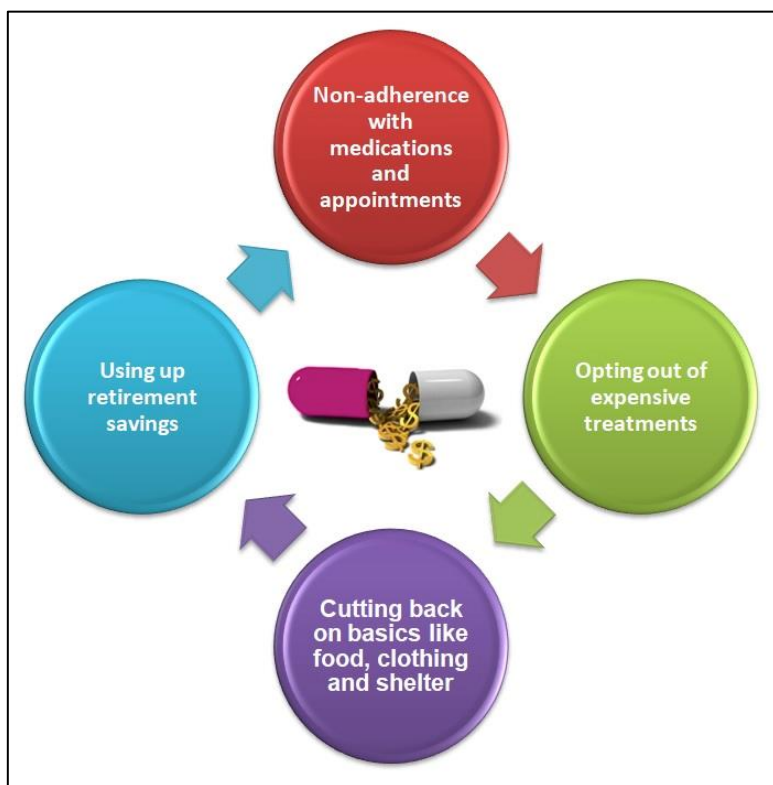 Non-adherence
with
medications
and
appointments
Opting out of
expensive
treatments
Cutting back
on basics like
food, clothing
and shelter
Using up
retirement
savings